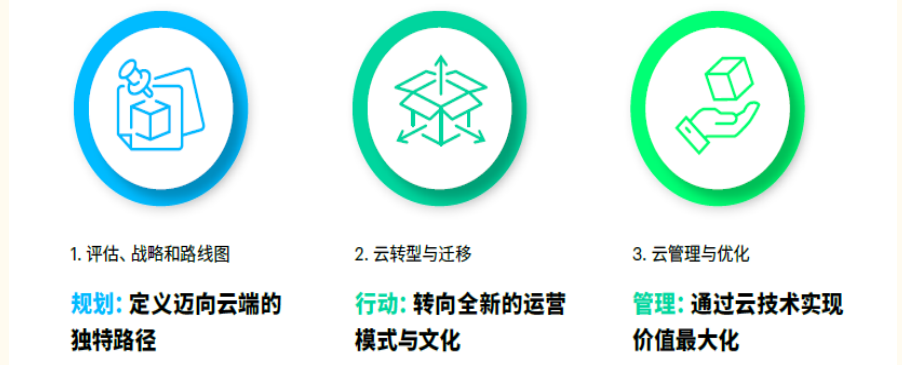 1. 评估、战略和路线图
规划: 定义迈向云端的
独特路径
2. 云转型与迁移
行动: 转向全新的运营
模式与文化
3. 云管理与优化
管理: 通过云技术实现
价值最大化